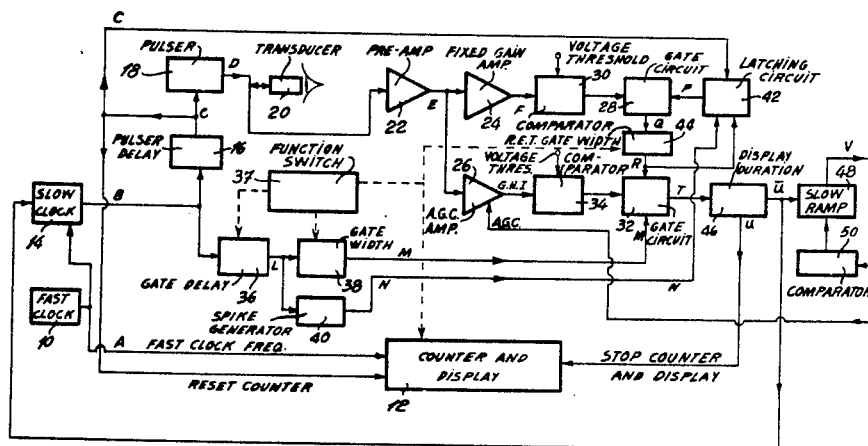 C
PULSER
18
D
TRANSDUCER
20
C
PULSER DELAY
16
PRE-AMP
22
E
FIXED GAIN AMP.
24
F
VOLTAGE THRESHOLD
30
COMPARATOR
GATE CIRCUIT
28
P
LATCHING CIRCUIT
42
Q
R.E.T. GATE WIDTH
44
R
FUNCTION SWITCH
37
SLOW CLOCK
14
B
26
A.G.C. AMP.
G.H.I
A.G.C.
VOLTAGE THRES.
COMPARATOR
34
GATE CIRCUIT
32
M
T
DISPLAY DURATION
46
U
Ū
SLOW RAMP
48
V
50
COMPARATOR
GATE DELAY
36
L
GATE WIDTH
38
M
N
N
SPIKE GENERATOR
40
FAST CLOCK
10
A
FAST CLOCK FREQ.
RESET COUNTER
COUNTER AND DISPLAY
12
STOP COUNTER
AND DISPLAY
Ū